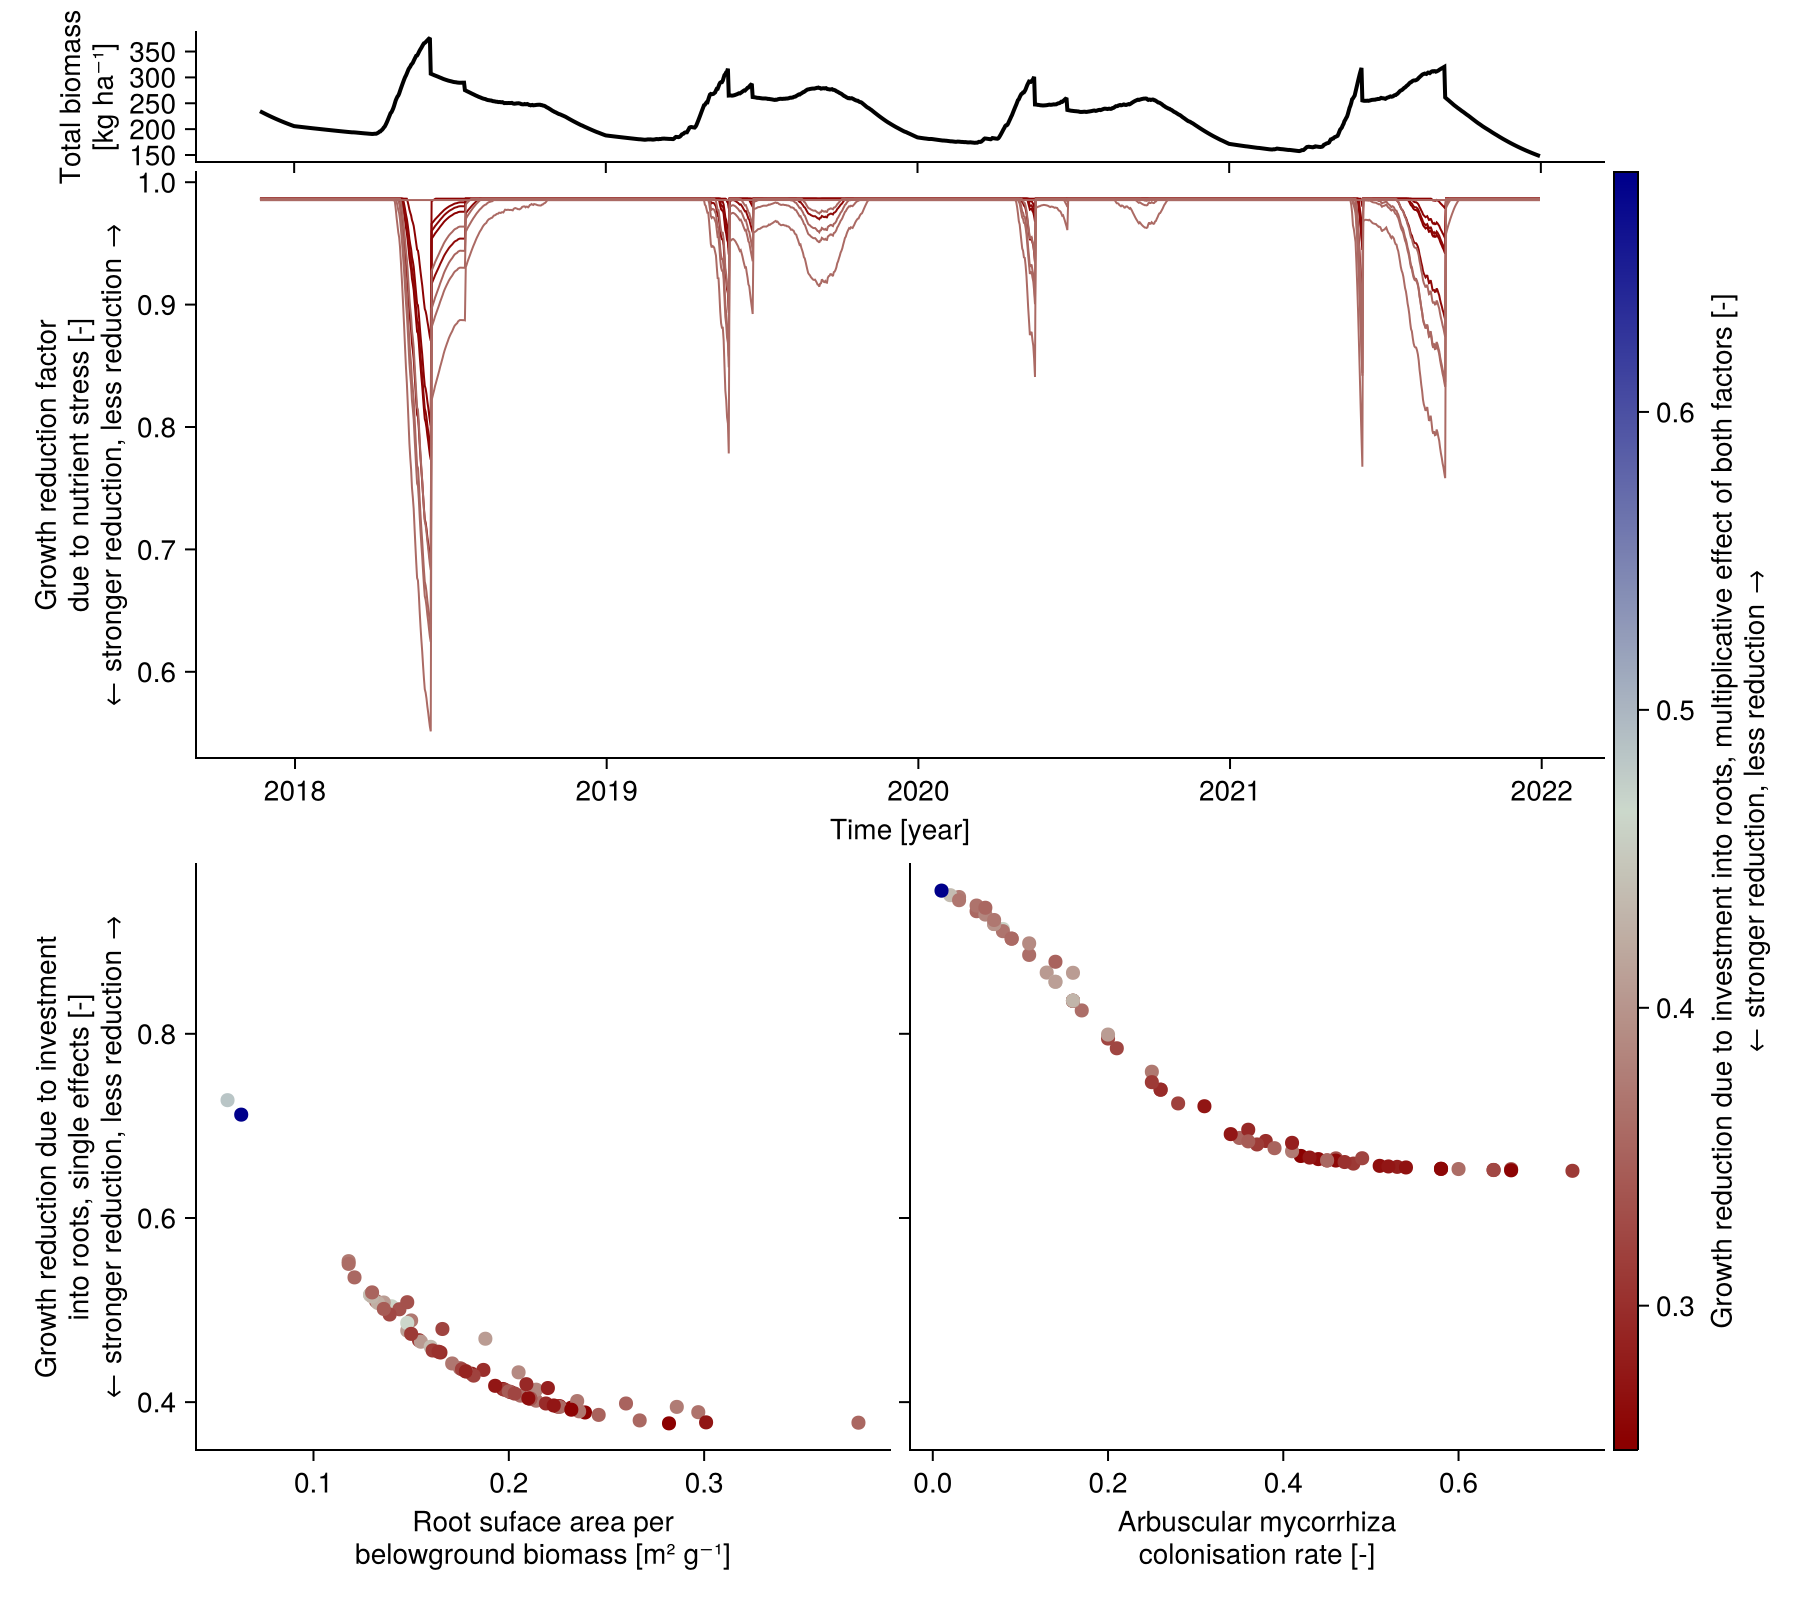 Total biomass
[kg ha⁻¹]
350
300
250
200
150
Growth reduction factor
due to nutrient stress [-]
← stronger reduction, less reduction →
1.0
0.9
0.8
0.7
0.6
2018
2019
2020
2021
2022
Time [year]
Growth reduction due to investment
into roots, single effects [-]
← stronger reduction, less reduction →
0.8
0.6
0.4
0.1
0.2
0.3
Root suface area per
belowground biomass [m² g⁻¹]
0.0
0.2
0.4
0.6
Arbuscular mycorrhiza
colonisation rate [-]
0.6
0.5
0.4
0.3
Growth reduction due to investment into roots, multiplicative effect of both factors [-]
← stronger reduction, less reduction →